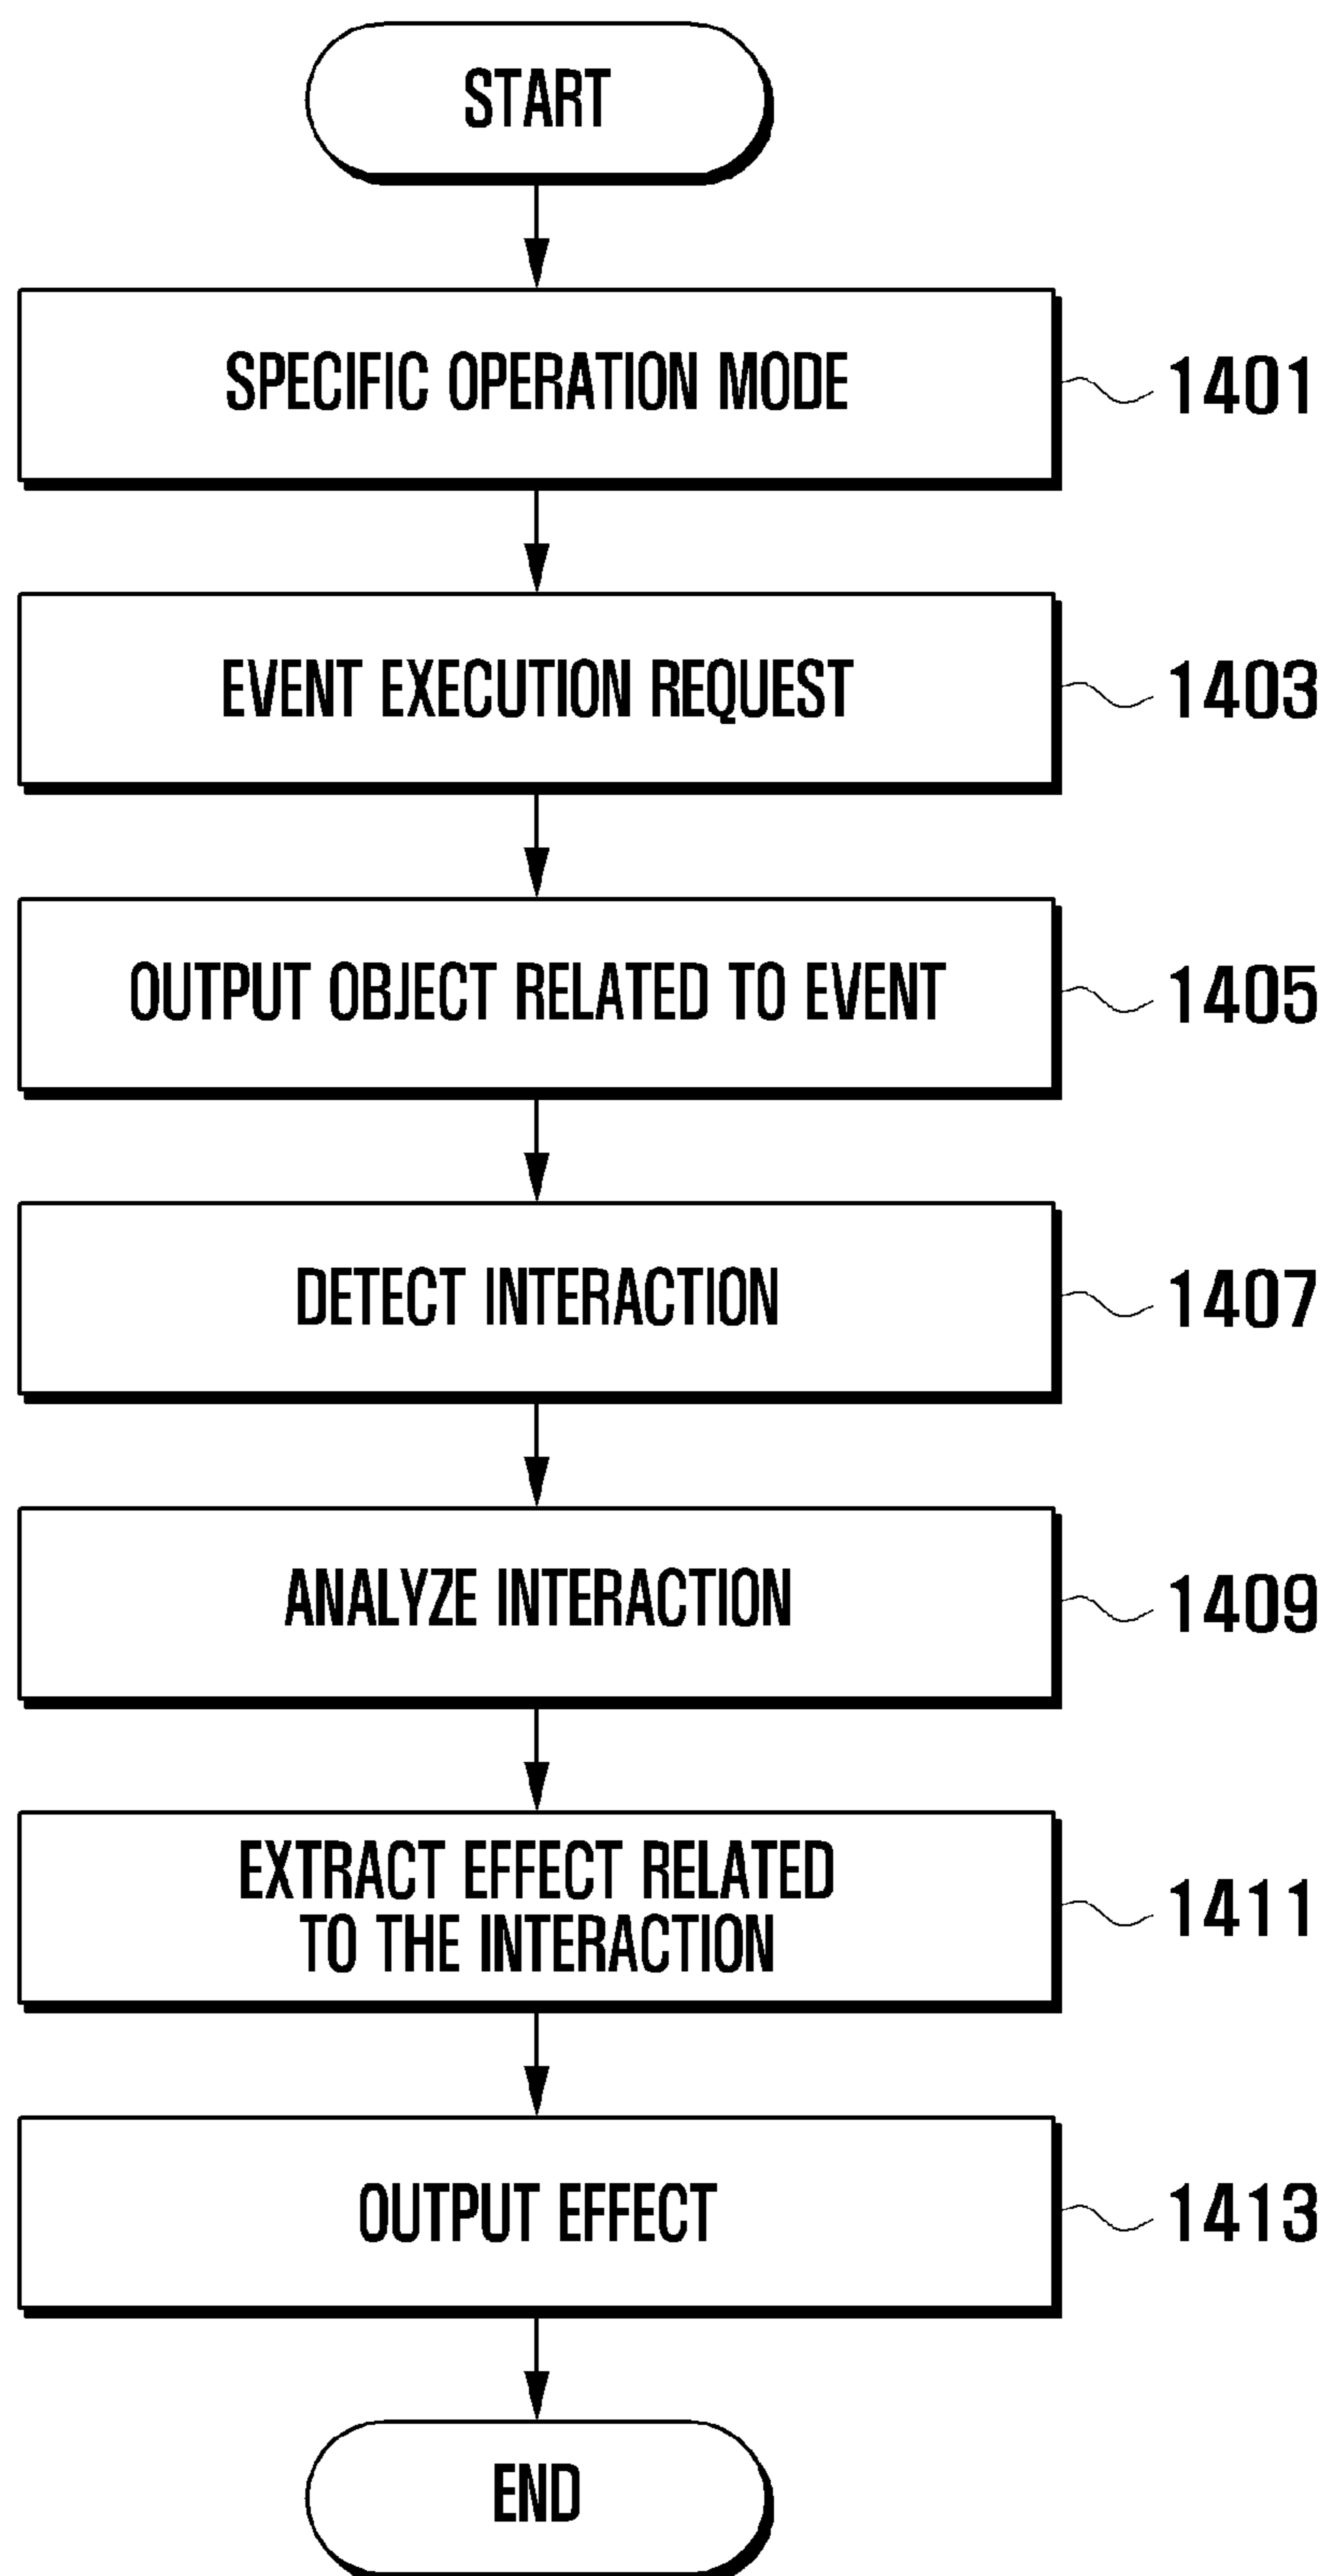 START
SPECIFIC OPERATION MODE
1401
EVENT EXECUTION REQUEST
1403
OUTPUT OBJECT RELATED TO EVENT
1405
DETECT INTERACTION
1407
ANALYZE INTERACTION
1409
EXTRACT EFFECT RELATED
TO THE INTERACTION
1411
OUTPUT EFFECT
1413
END